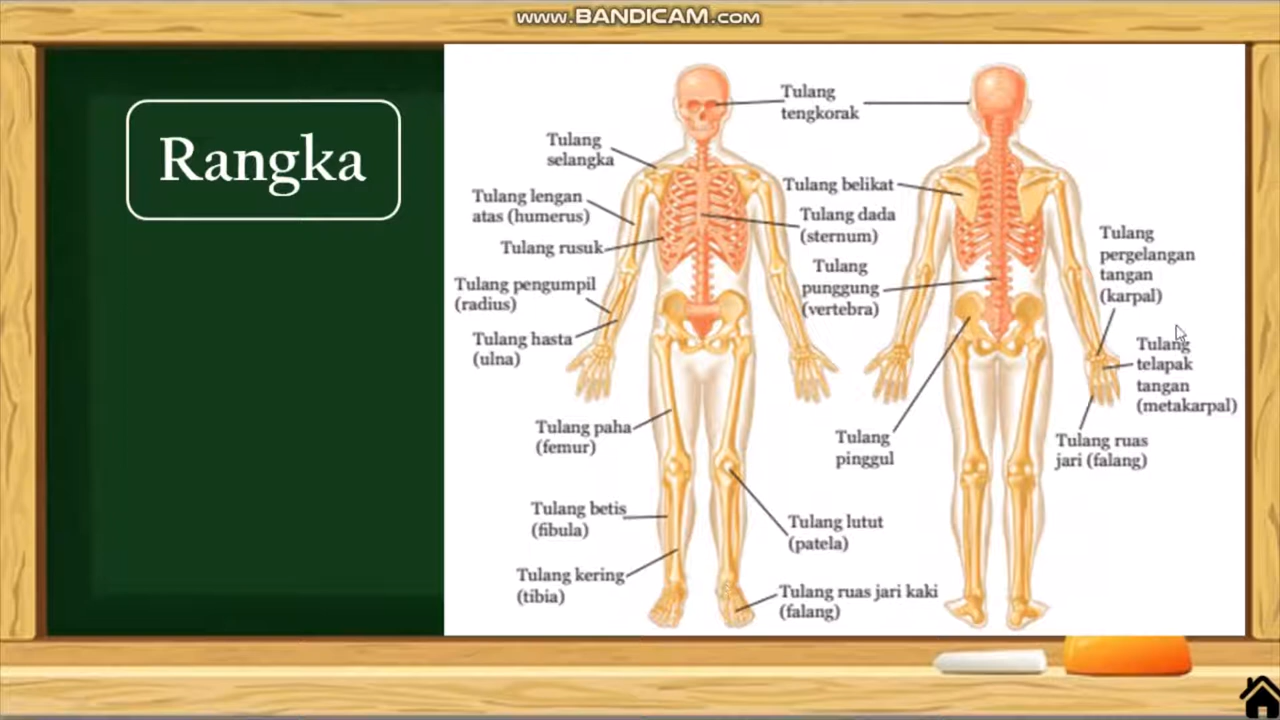 www.BANDICAM.com
Rangka
Tulang
tengkorak
Tulang
selangka
Tulang lengan
atas (humerus)
Tulang rusuk
Tulang pengumpil
(radius)
Tulang hasta
(ulna)
Tulang paha
(femur)
Tulang betis
(fibula)
Tulang kering
(tibia)
Tulang belikat
Tulang dada
(sternum)
Tulang
punggung
(vertebra)
Tulang
pinggul
Tulang lutut
(patela)
Tulang ruas jari kaki
(falang)
Tulang
pergelangan
tangan
(karpal)
Tulang
telapak
tangan
(metakarpal)
Tulang ruas
jari (falang)